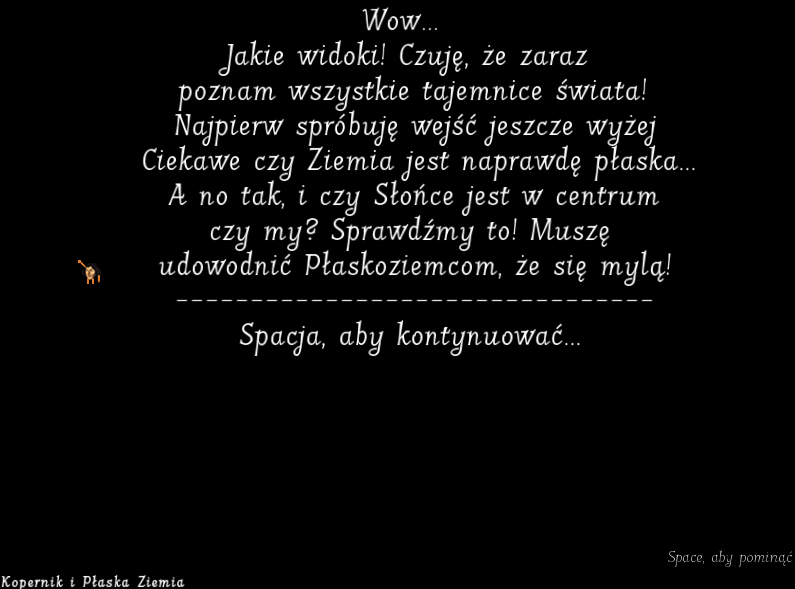 Wow...
Jakie widoki! Czuję, że zaraz
poznam wszystkie tajemnice świata!
Najpierw spróbuję wejść jeszcze wyżej
Ciekawe czy Ziemia jest naprawdę płaska...
A no tak, i czy Słońce jest w centrum
czy my? Sprawdźmy to! Muszę
udowodnić Płaskoziemcom, że się mylą!
--------------------------------
Spacja, aby kontynuować...
Space, aby pominąć
Kopernik i Płaska Ziemia